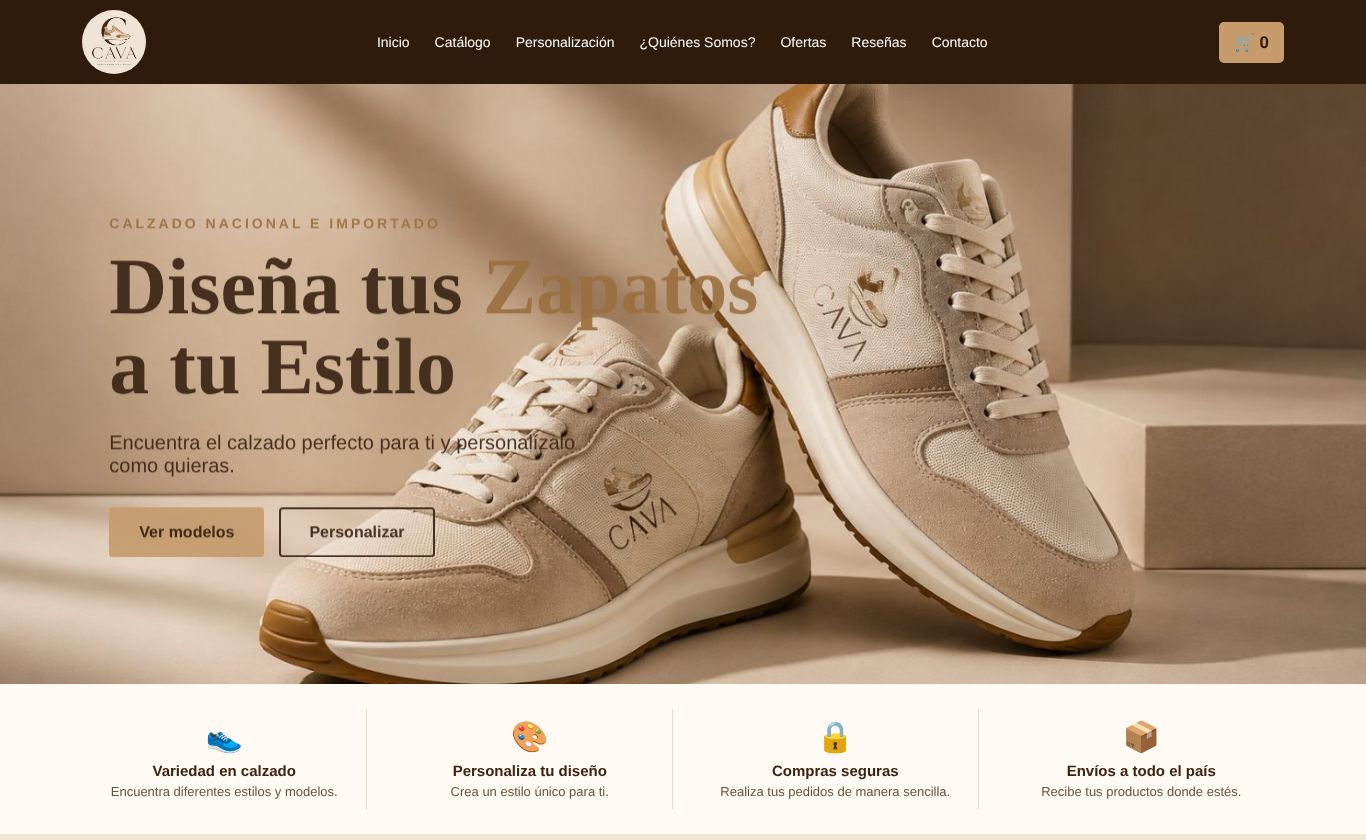 CAVA
Inicio
Catálogo
Personalización
¿Quiénes Somos?
Ofertas
Reseñas
Contacto
0
CALZADO NACIONAL E IMPORTADO
Diseña tus Zapatos
a tu Estilo
CAVA
CAVA
CAVA
Encuentra el calzado perfecto para ti y personalízalo
como quieras.
Ver modelos
Personalizar
Variedad en calzado
Encuentra diferentes estilos y modelos.
Personaliza tu diseño
Crea un estilo único para ti.
Compras seguras
Realiza tus pedidos de manera sencilla.
Envíos a todo el país
Recibe tus productos donde estés.